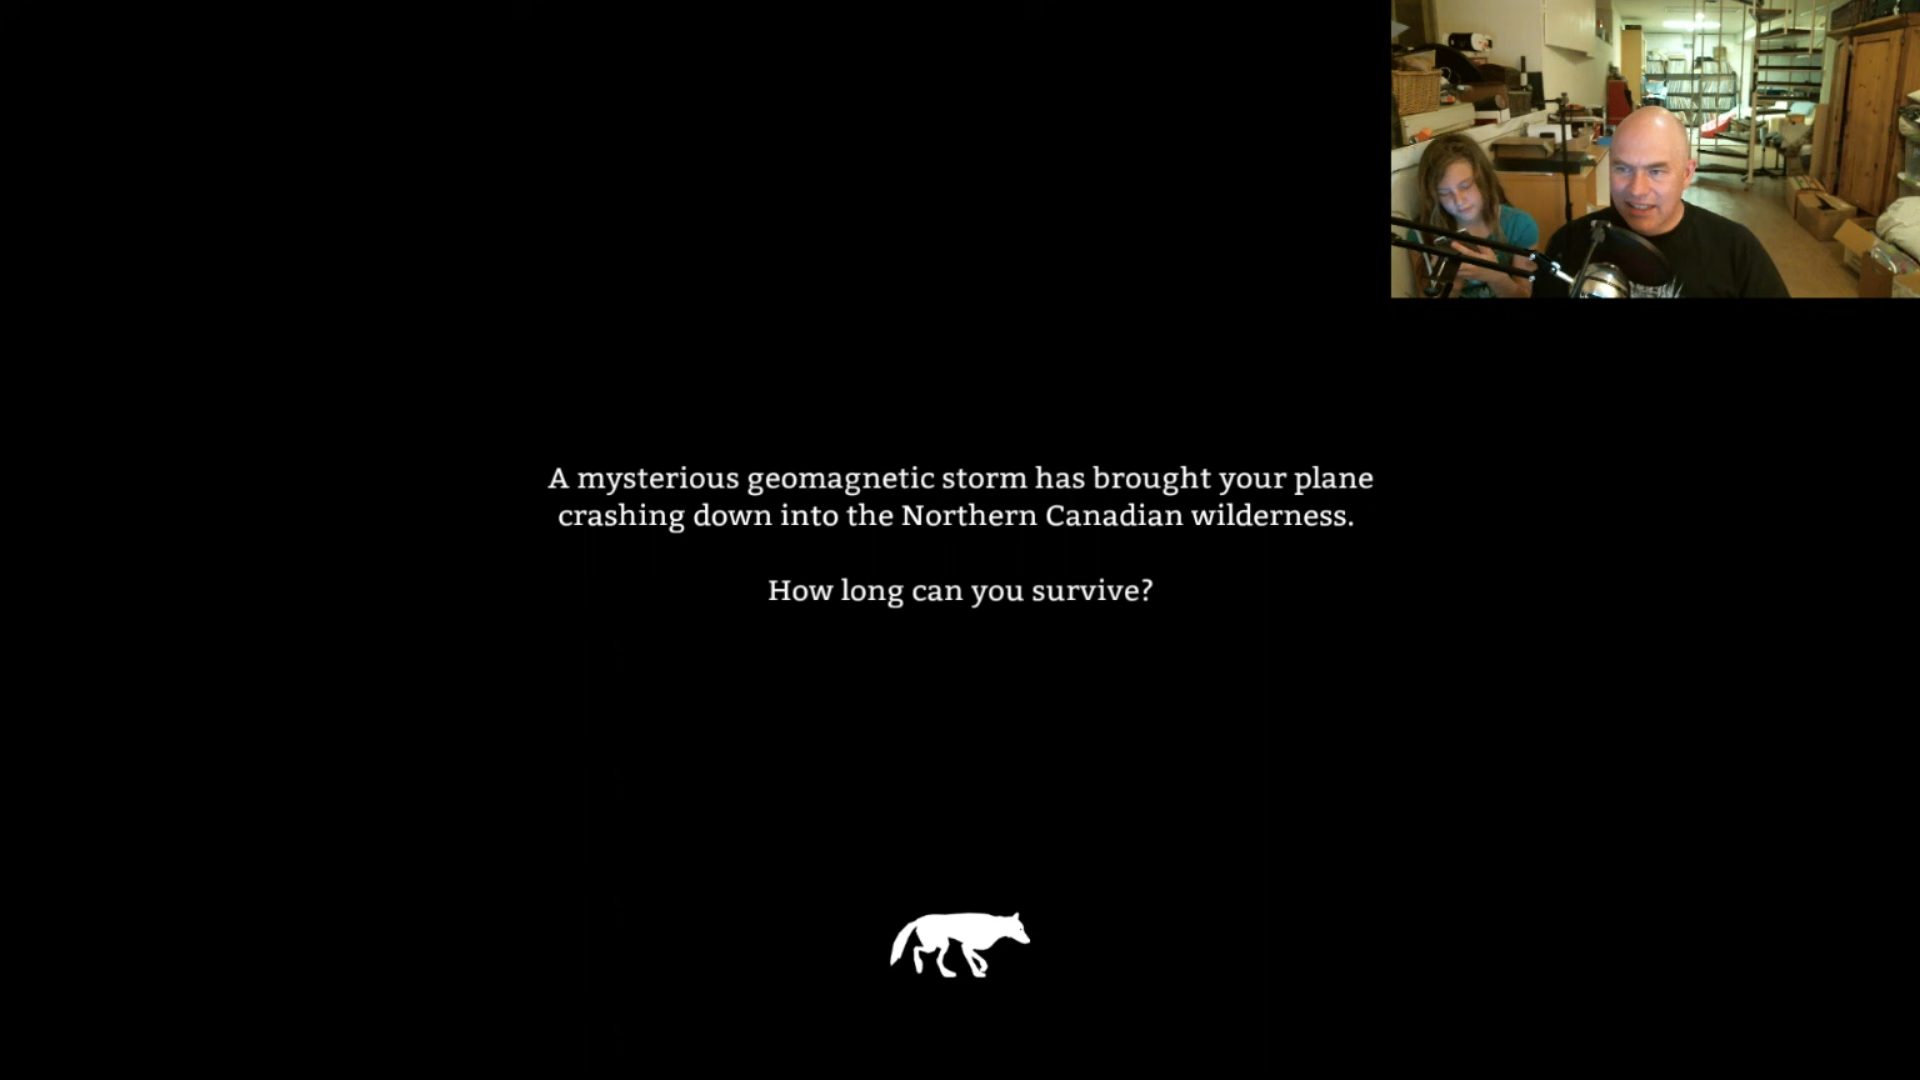 A mysterious geomagnetic storm has brought your plane
crashing down into the Northern Canadian wilderness.
How long can you survive?